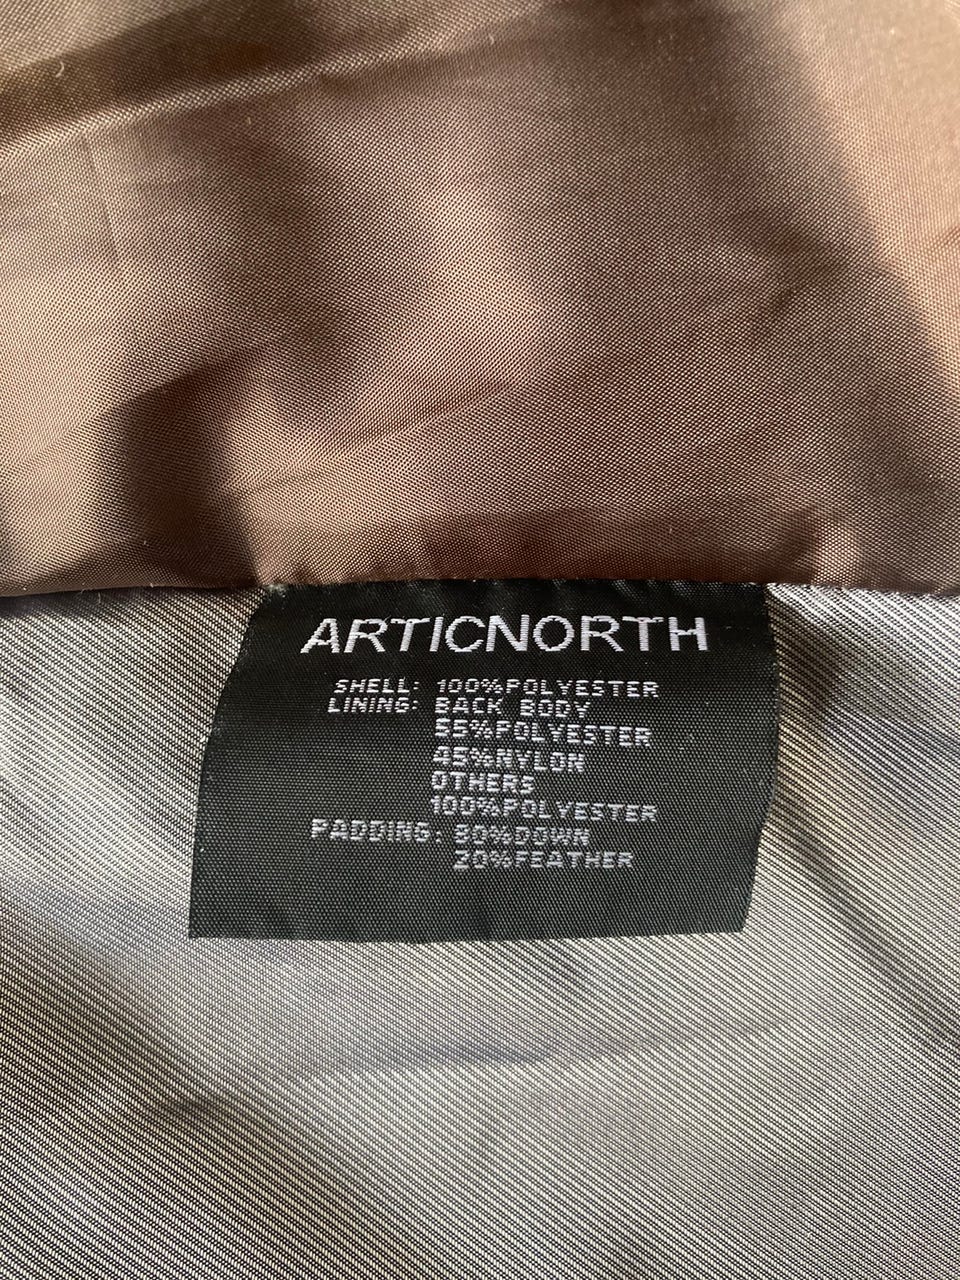 ARTICNORTH
SHELL: 100%POLYESTER
LINING: BACK BODY
55%POLYESTER
45%NYLON
OTHERS
100%POLYESTER
PADDING: 80%DOWN
20%FEATHER